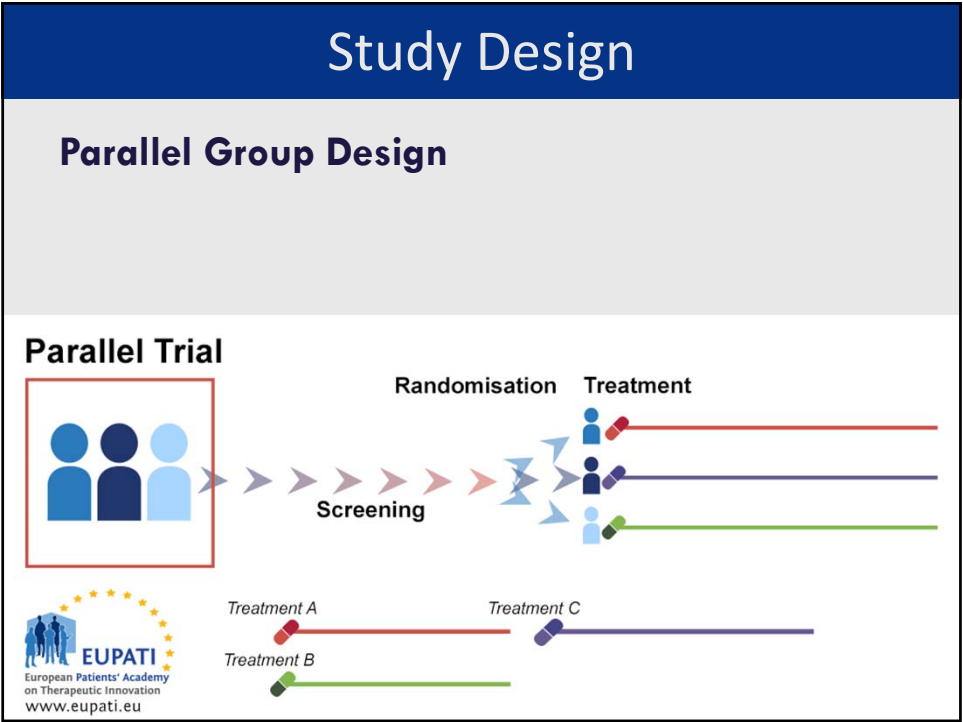 Study Design
Parallel Group Design
Parallel Trial
Randomisation Treatment
Screening
Treatment A
Treatment C
Treatment B
EUPATI
European Patients' Academy
on Therapeutic Innovation
www.eupati.eu